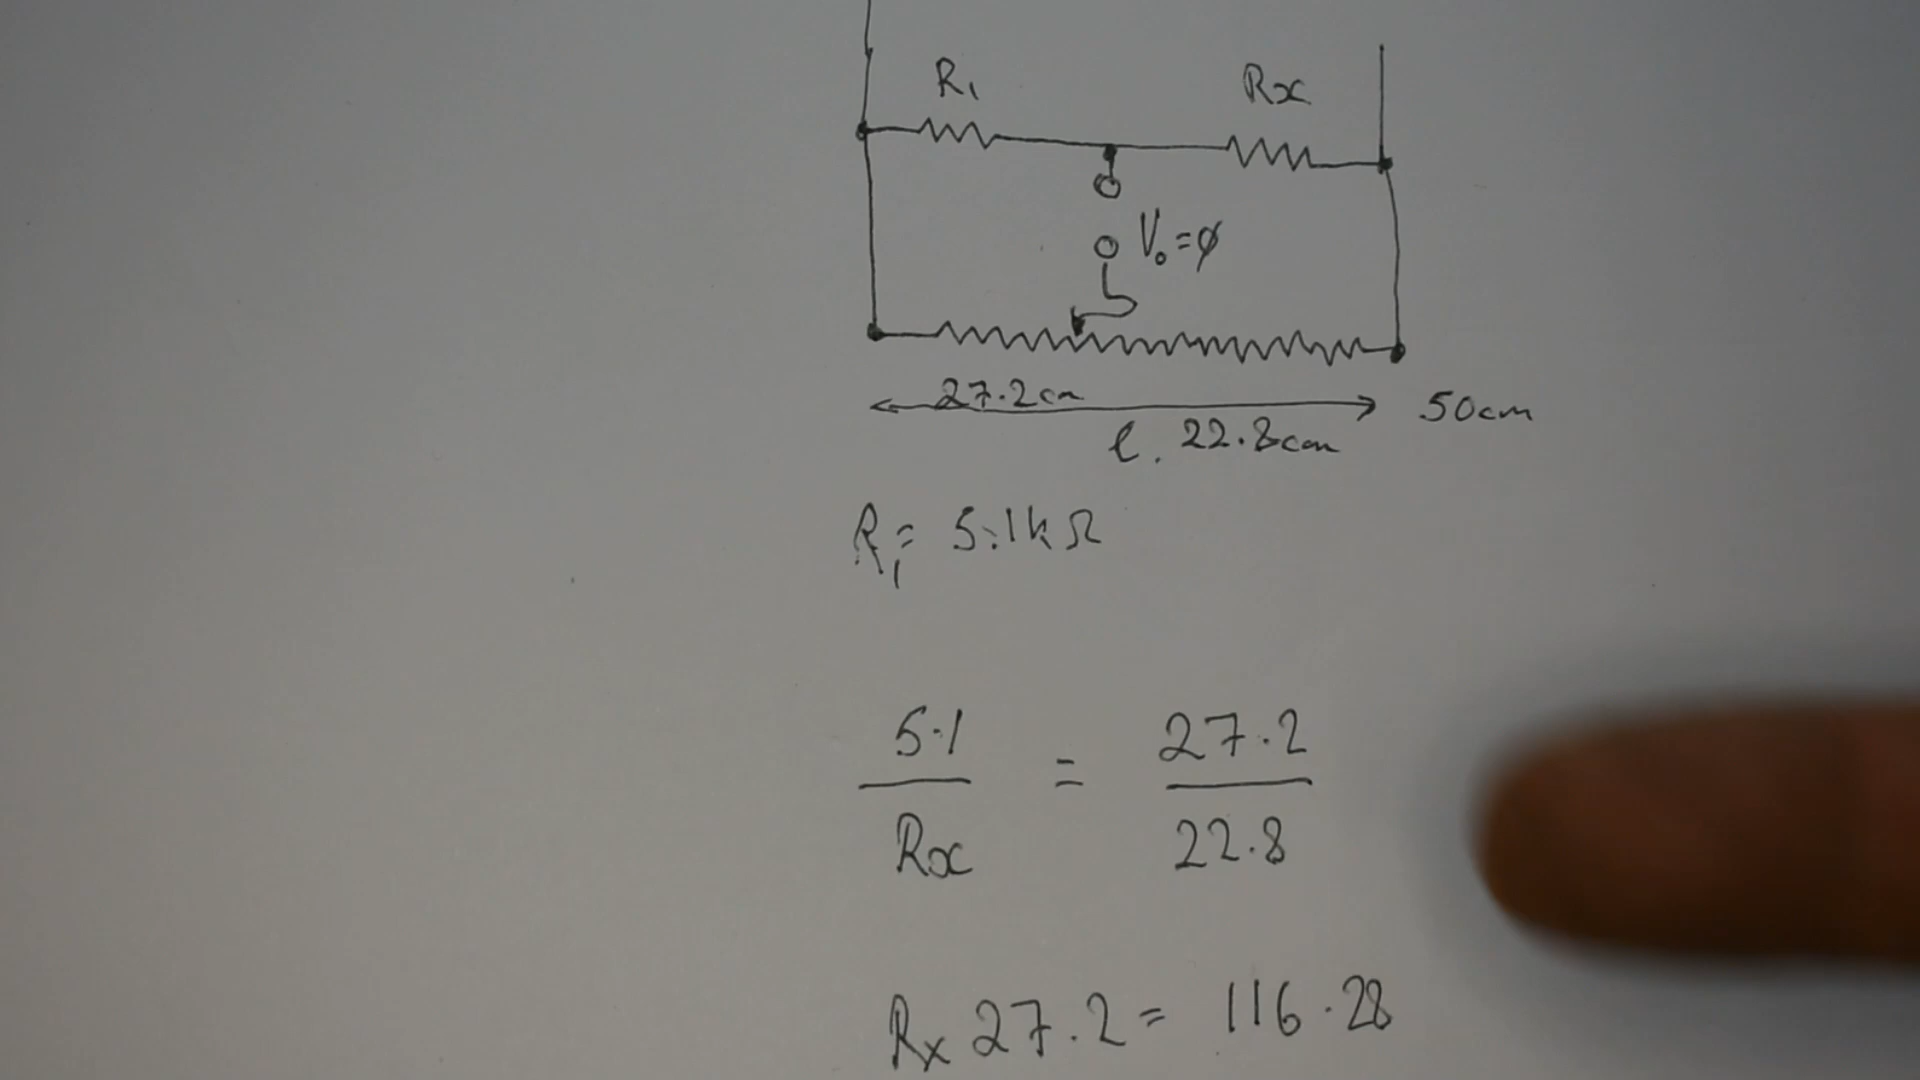 R₁ Rx
V₀=φ
27.2cm
50cm
l. 22.8cm
R₁= 5.1kΩ
5.1 = 27.2
Rx 22.8
Rx 27.2= 116.28